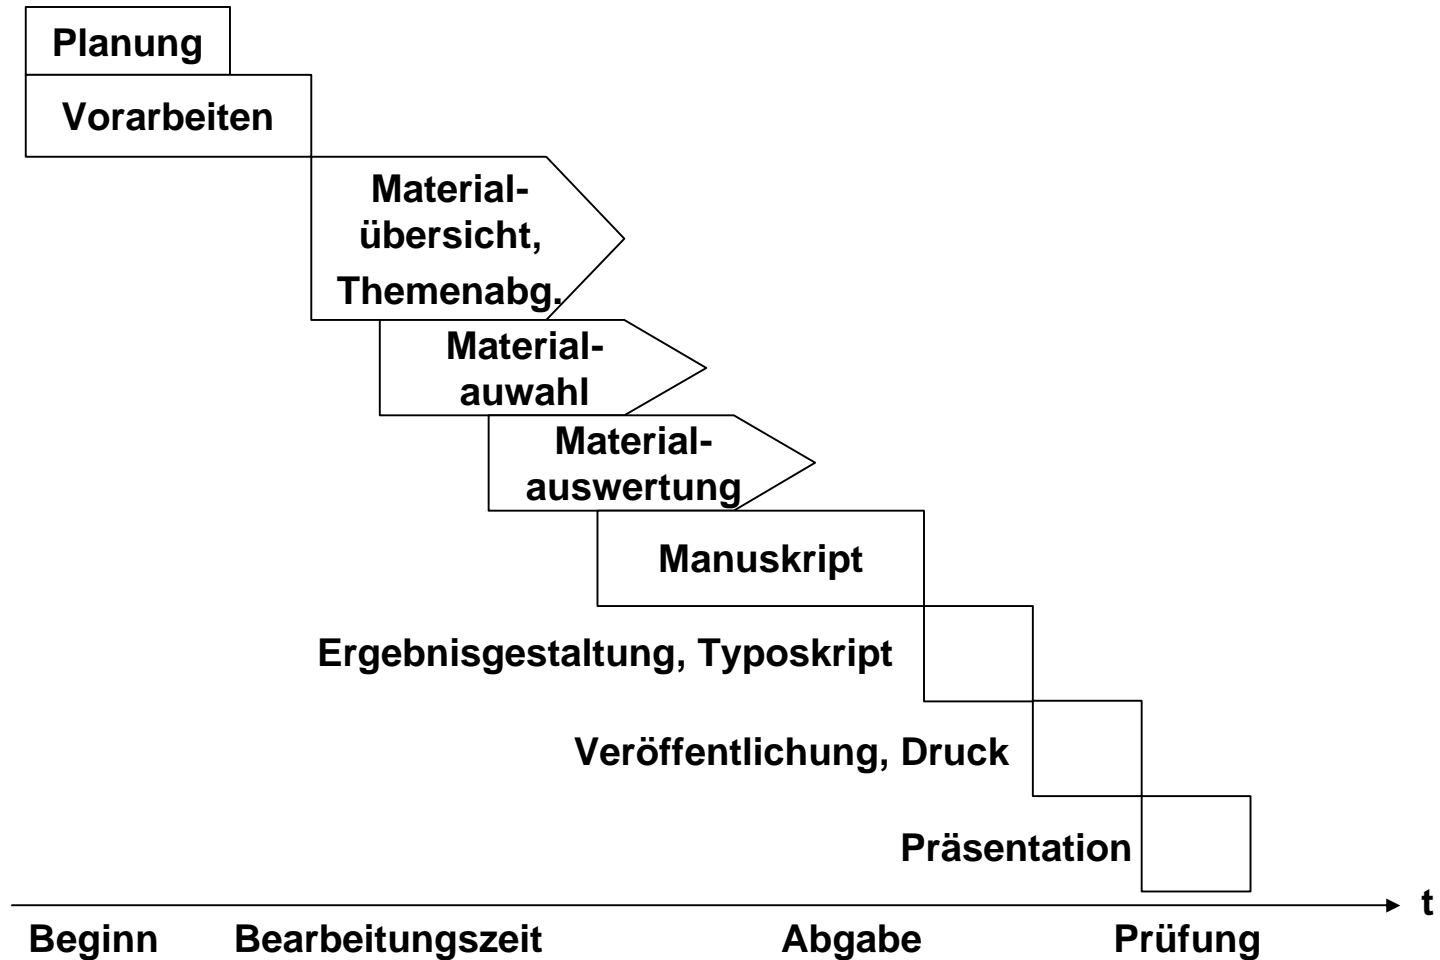 Planung
Vorarbeiten
Material-
übersicht,
Themenabg.
Material-
auwahl
Material-
auswertung
Manuskript
Ergebnisgestaltung, Typoskript
Veröffentlichung, Druck
Präsentation
t
Beginn Bearbeitungszeit Abgabe Prüfung